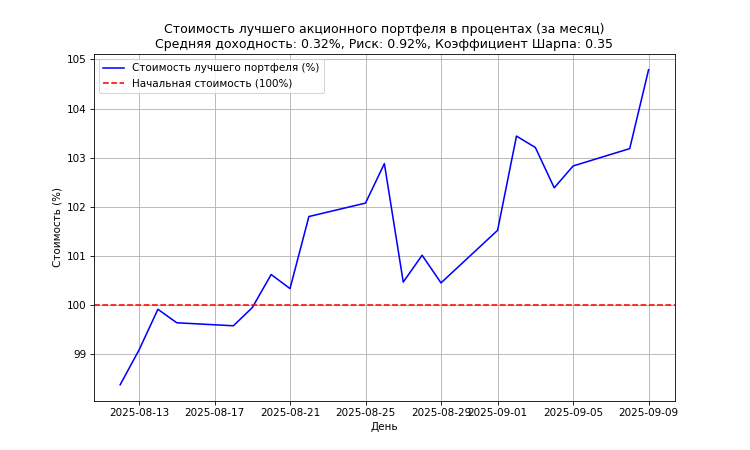 Стоимость лучшего акционного портфеля в процентах (за месяц)
Средняя доходность: 0.32%, Риск: 0.92%, Коэффициент Шарпа: 0.35
Стоимость лучшего портфеля (%)
Начальная стоимость (100%)
Стоимость (%)
105
104
103
102
101
100
99
2025-08-13 2025-08-17 2025-08-21 2025-08-25 2025-08-29 2025-09-01 2025-09-05 2025-09-09
День